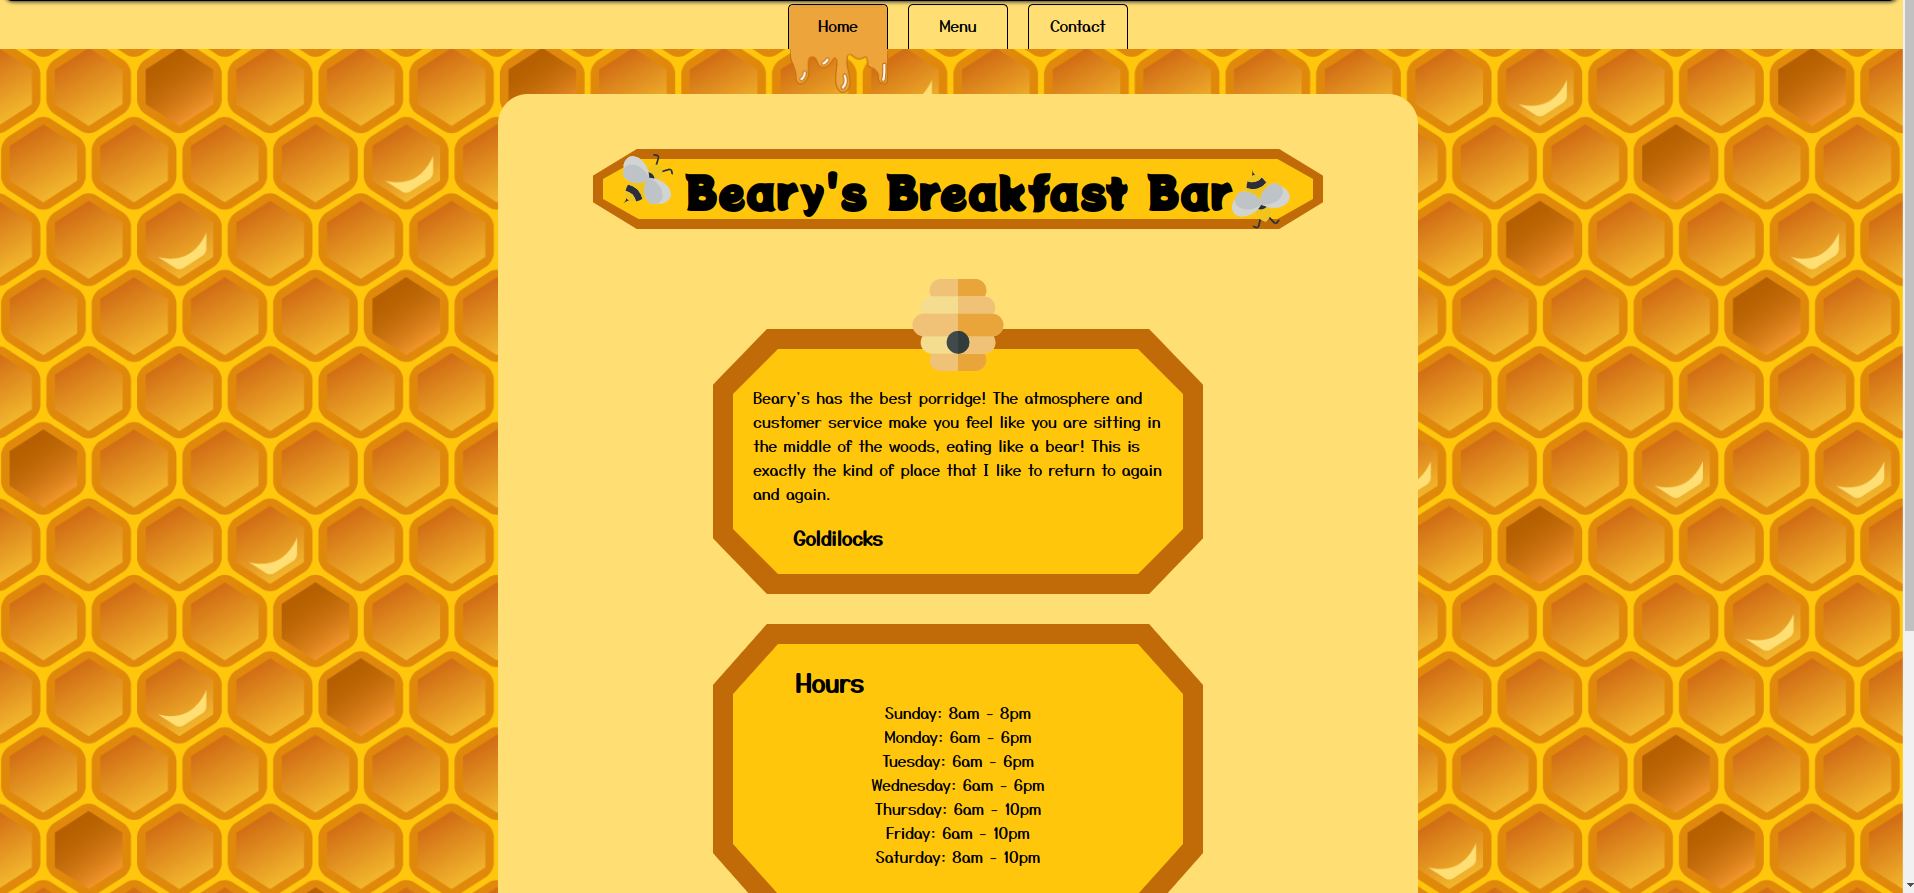 Home Menu Contact
Beary's Breakfast Bar
Beary's has the best porridge! The atmosphere and
customer service make you feel like you are sitting in
the middle of the woods, eating like a bear! This is
exactly the kind of place that I like to return to again
and again.
Goldilocks
Hours
Sunday: 8am - 8pm
Monday: 6am - 6pm
Tuesday: 6am - 6pm
Wednesday: 6am - 6pm
Thursday: 6am - 10pm
Friday: 6am - 10pm
Saturday: 8am - 10pm